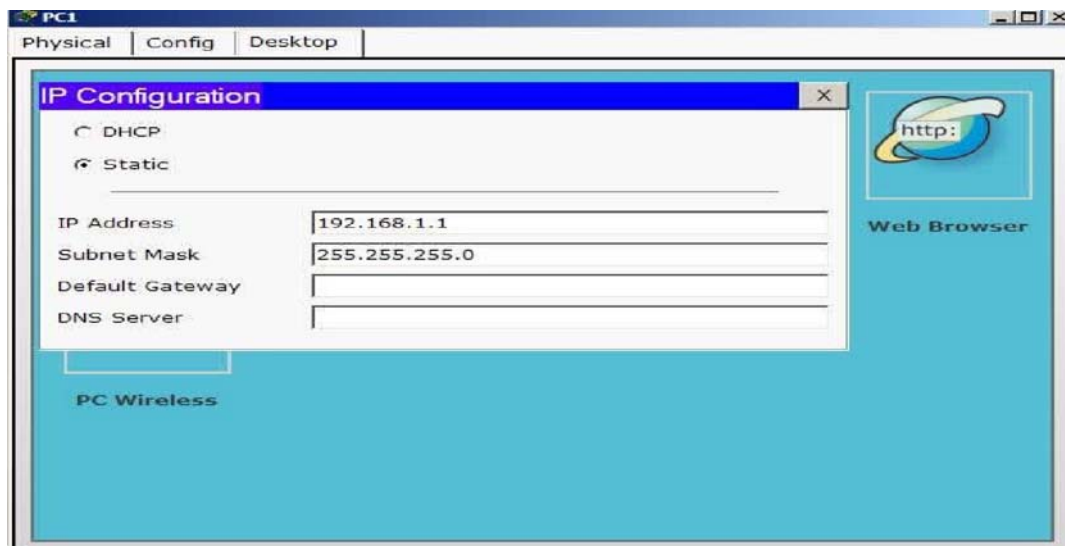 PC1
Physical Config Desktop
IP Configuration
X
http:
DHCP
Static
IP Address 192.168.1.1
Web Browser
Subnet Mask 255.255.255.0
Default Gateway
DNS Server
PC Wireless